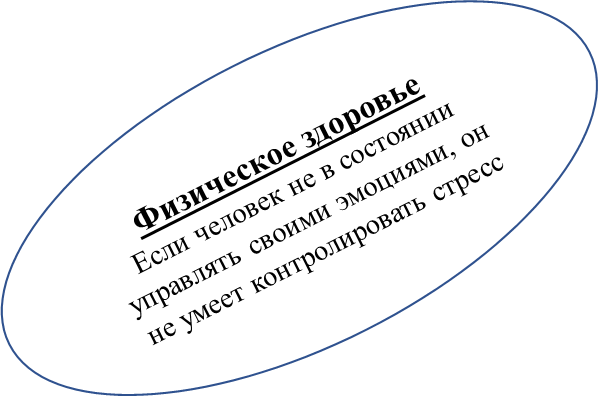 Физическое здоровье
Если человек не в состоянии
управлять своими эмоциями, он
не умеет контролировать стресс